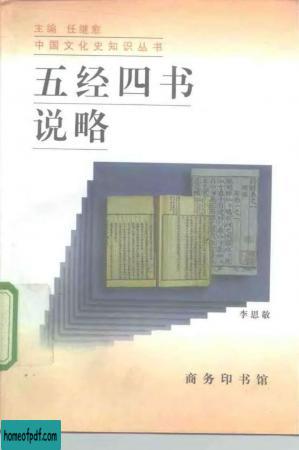 主编 任继愈
中国文化史知识丛书
五经四书
说略
李思敬
商务印书馆
homeofpdf.com